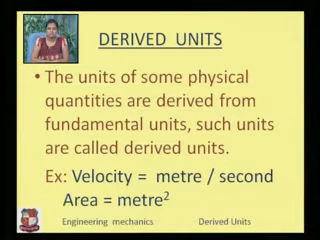 DERIVED UNITS
• The units of some physical
quantities are derived from
fundamental units, such units
are called derived units.
Ex: Velocity = metre / second
Area = metre²
Engineering mechanics Derived Units